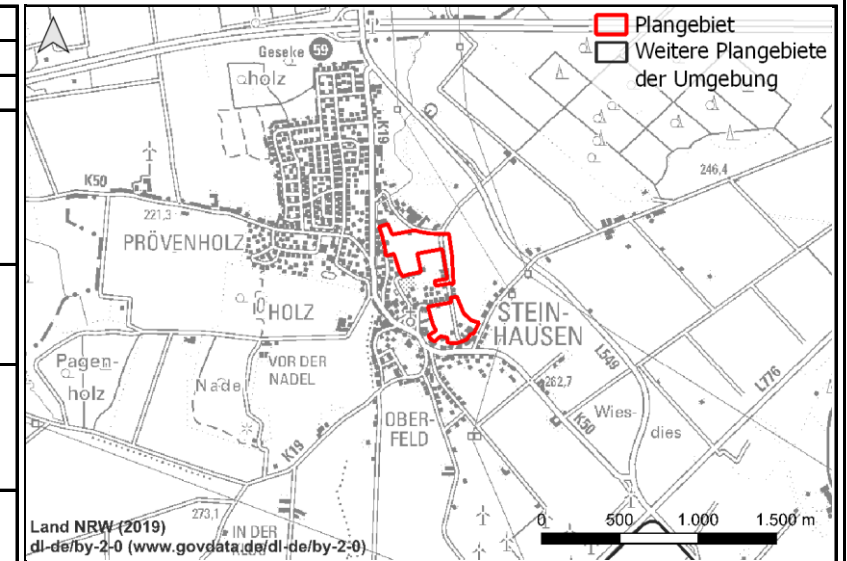 Plangebiet
Weitere Plangebiete
der Umgebung
Geseke 59
holz
K19
K50
221,3
PRÖVENHOLZ
246,4
HOLZ
STEIN-
HAUSEN
VOR DER
NADEL
Pagen-
holz
Nadel
OBER-
FELD
262,7
L549
L776
K50
Wies-
dies
K19
273,1
IN DER
Land NRW (2019)
dl-de/by-2-0 (www.govdata.de/dl-de/by-2-0)
0 500 1.000 1.500 m